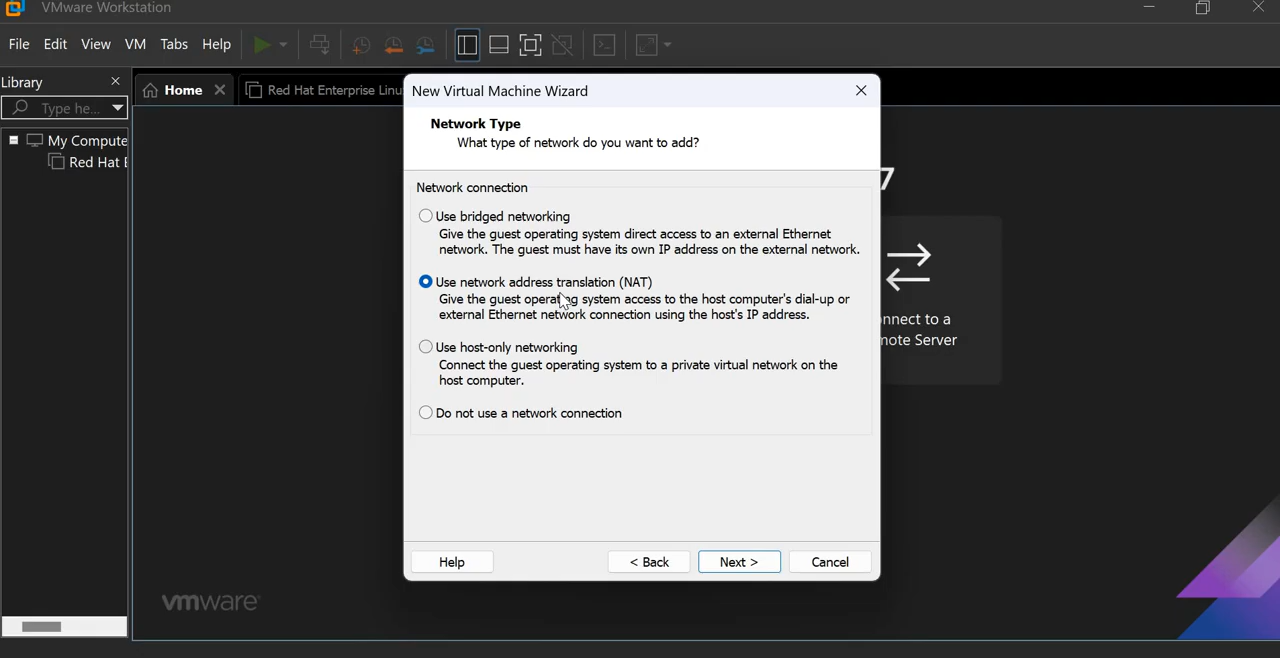 VMware Workstation
File Edit View VM Tabs Help
Library
Type he...
My Compute
Red Hat E
Home
Red Hat Enterprise Linu
New Virtual Machine Wizard
Network Type
What type of network do you want to add?
Network connection
Use bridged networking
Give the guest operating system direct access to an external Ethernet
network. The guest must have its own IP address on the external network.
Use network address translation (NAT)
Give the guest operating system access to the host computer's dial-up or
external Ethernet network connection using the host's IP address.
Use host-only networking
Connect the guest operating system to a private virtual network on the
host computer.
Do not use a network connection
Help < Back Next > Cancel
7
nnect to a
mote Server
vmware